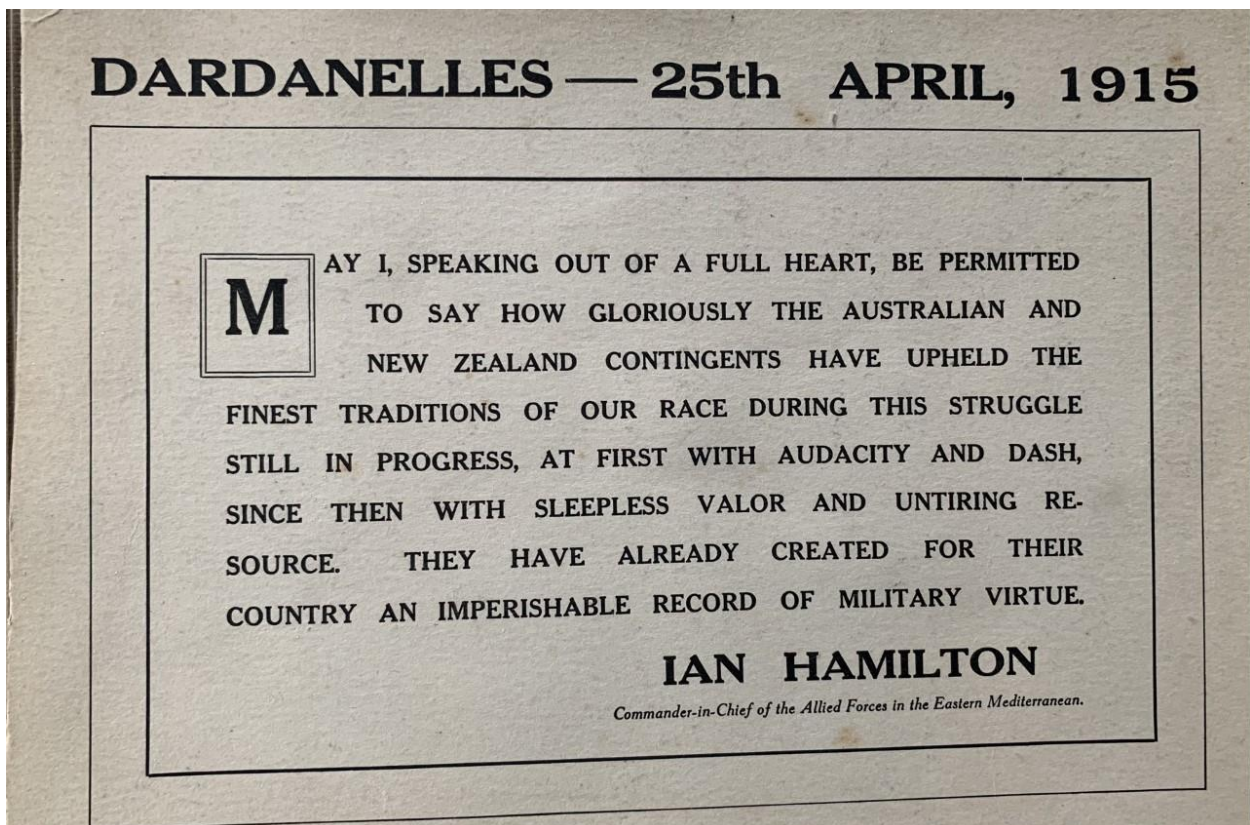 DARDANELLES — 25th APRIL, 1915
MAY I, SPEAKING OUT OF A FULL HEART, BE PERMITTED
TO SAY HOW GLORIOUSLY THE AUSTRALIAN AND
NEW ZEALAND CONTINGENTS HAVE UPHELD THE
FINEST TRADITIONS OF OUR RACE DURING THIS STRUGGLE
STILL IN PROGRESS, AT FIRST WITH AUDACITY AND DASH,
SINCE THEN WITH SLEEPLESS VALOR AND UNTIRING RE-
SOURCE. THEY HAVE ALREADY CREATED FOR THEIR
COUNTRY AN IMPERISHABLE RECORD OF MILITARY VIRTUE.
IAN HAMILTON
Commander-in-Chief of the Allied Forces in the Eastern Mediterranean.